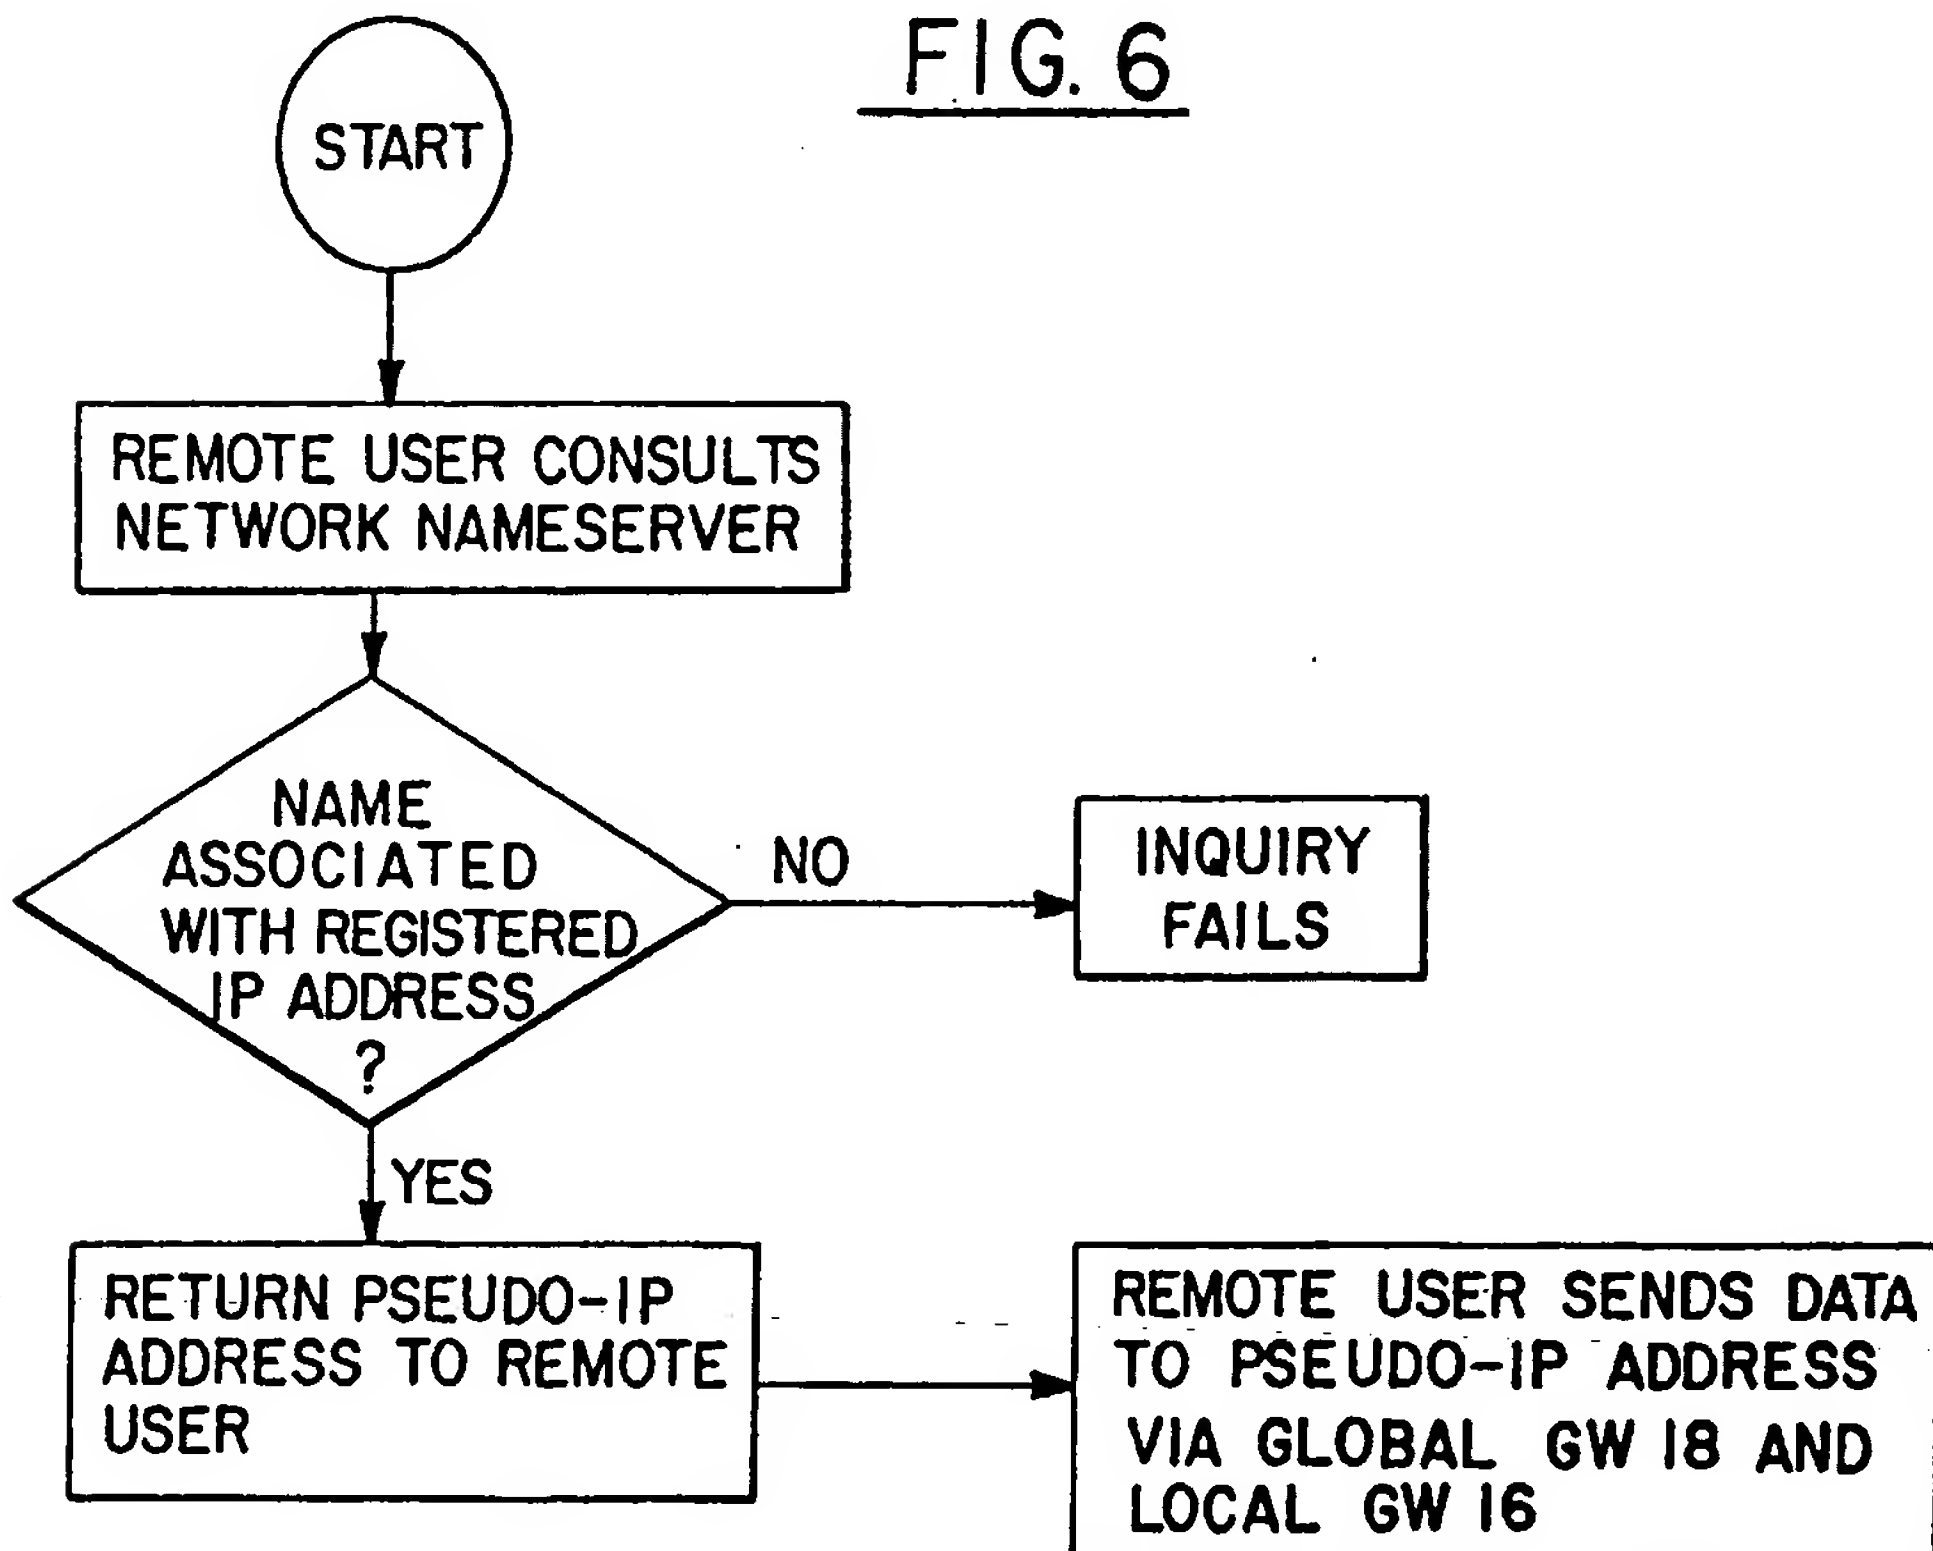 FIG. 6
START
REMOTE USER CONSULTS
NETWORK NAMESERVER
NAME
ASSOCIATED
WITH REGISTERED
IP ADDRESS
?
NO
INQUIRY
FAILS
YES
RETURN PSEUDO-IP
ADDRESS TO REMOTE
USER
REMOTE USER SENDS DATA
TO PSEUDO-IP ADDRESS
VIA GLOBAL GW 18 AND
LOCAL GW 16